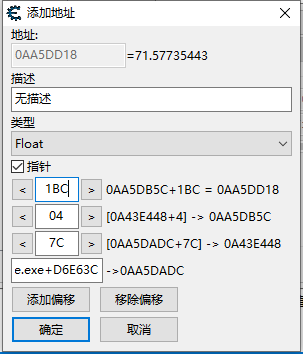 添加地址
地址:
0AA5DD18 =71.57735443
描述
无描述
类型
Float
指针
< 1BC > 0AA5DB5C+1BC = 0AA5DD18
< 04 > [0A43E448+4] -> 0AA5DB5C
< 7C > [0AA5DADC+7C] -> 0A43E448
e.exe+D6E63C ->0AA5DADC
添加偏移 移除偏移
确定 取消